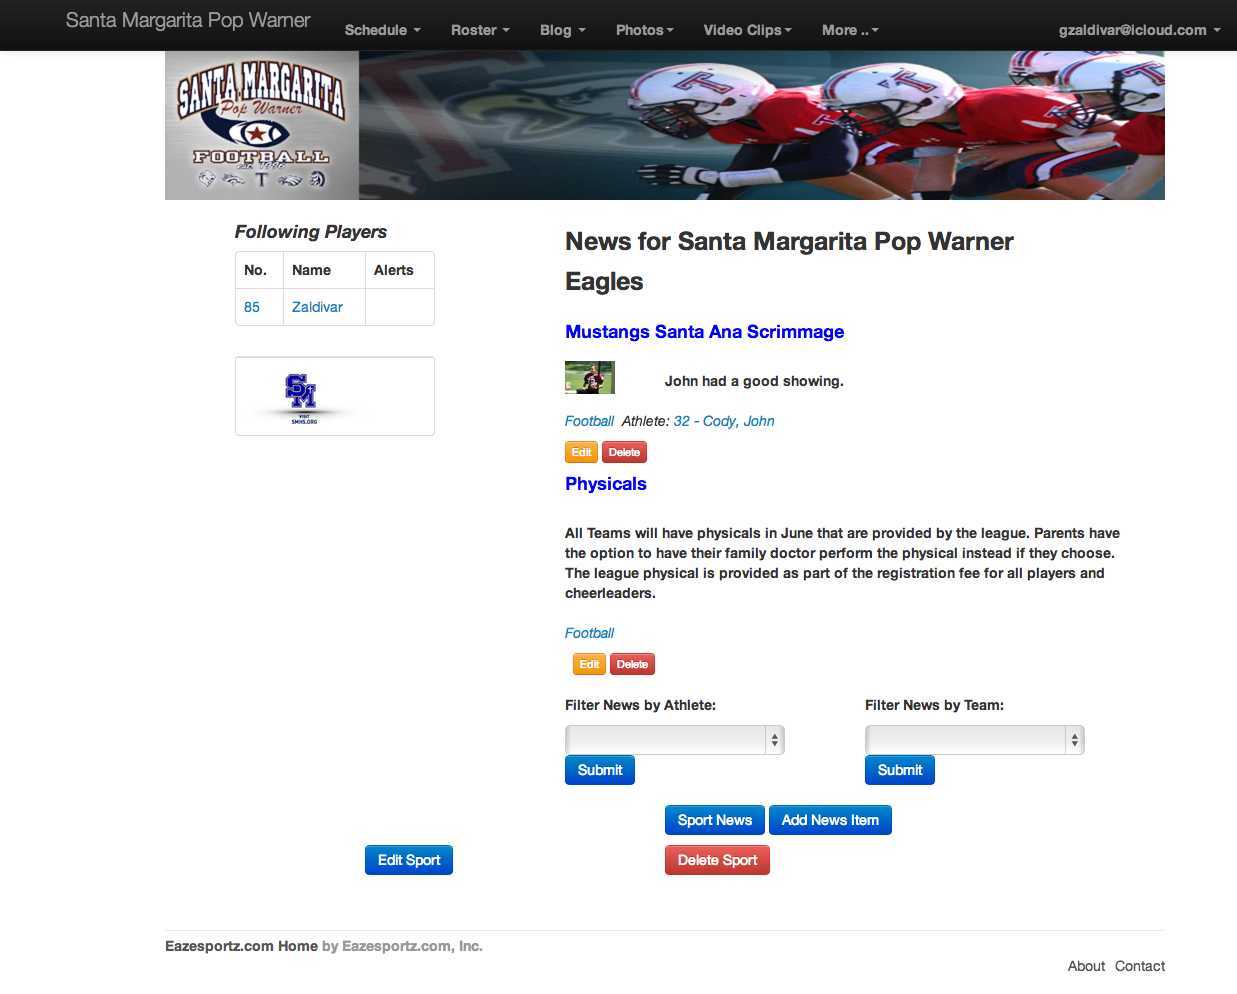 Santa Margarita Pop Warner
Schedule
Roster
Blog
Photos
Video Clips
More ..
gzaldivar@icloud.com
SANTA MARGARITA
Pop Warner
FOOTBALL
T
T
T
Following Players
No. Name Alerts
85 Zaldivar
SM
VISIT
SMHS.ORG
News for Santa Margarita Pop Warner
Eagles
Mustangs Santa Ana Scrimmage
John had a good showing.
Football Athlete: 32 - Cody, John
Edit Delete
Physicals
All Teams will have physicals in June that are provided by the league. Parents have
the option to have their family doctor perform the physical instead if they choose.
The league physical is provided as part of the registration fee for all players and
cheerleaders.
Football
Edit Delete
Filter News by Athlete:
Filter News by Team:
Submit
Submit
Sport News Add News Item
Edit Sport
Delete Sport
Eazesportz.com Home by Eazesportz.com, Inc.
About Contact